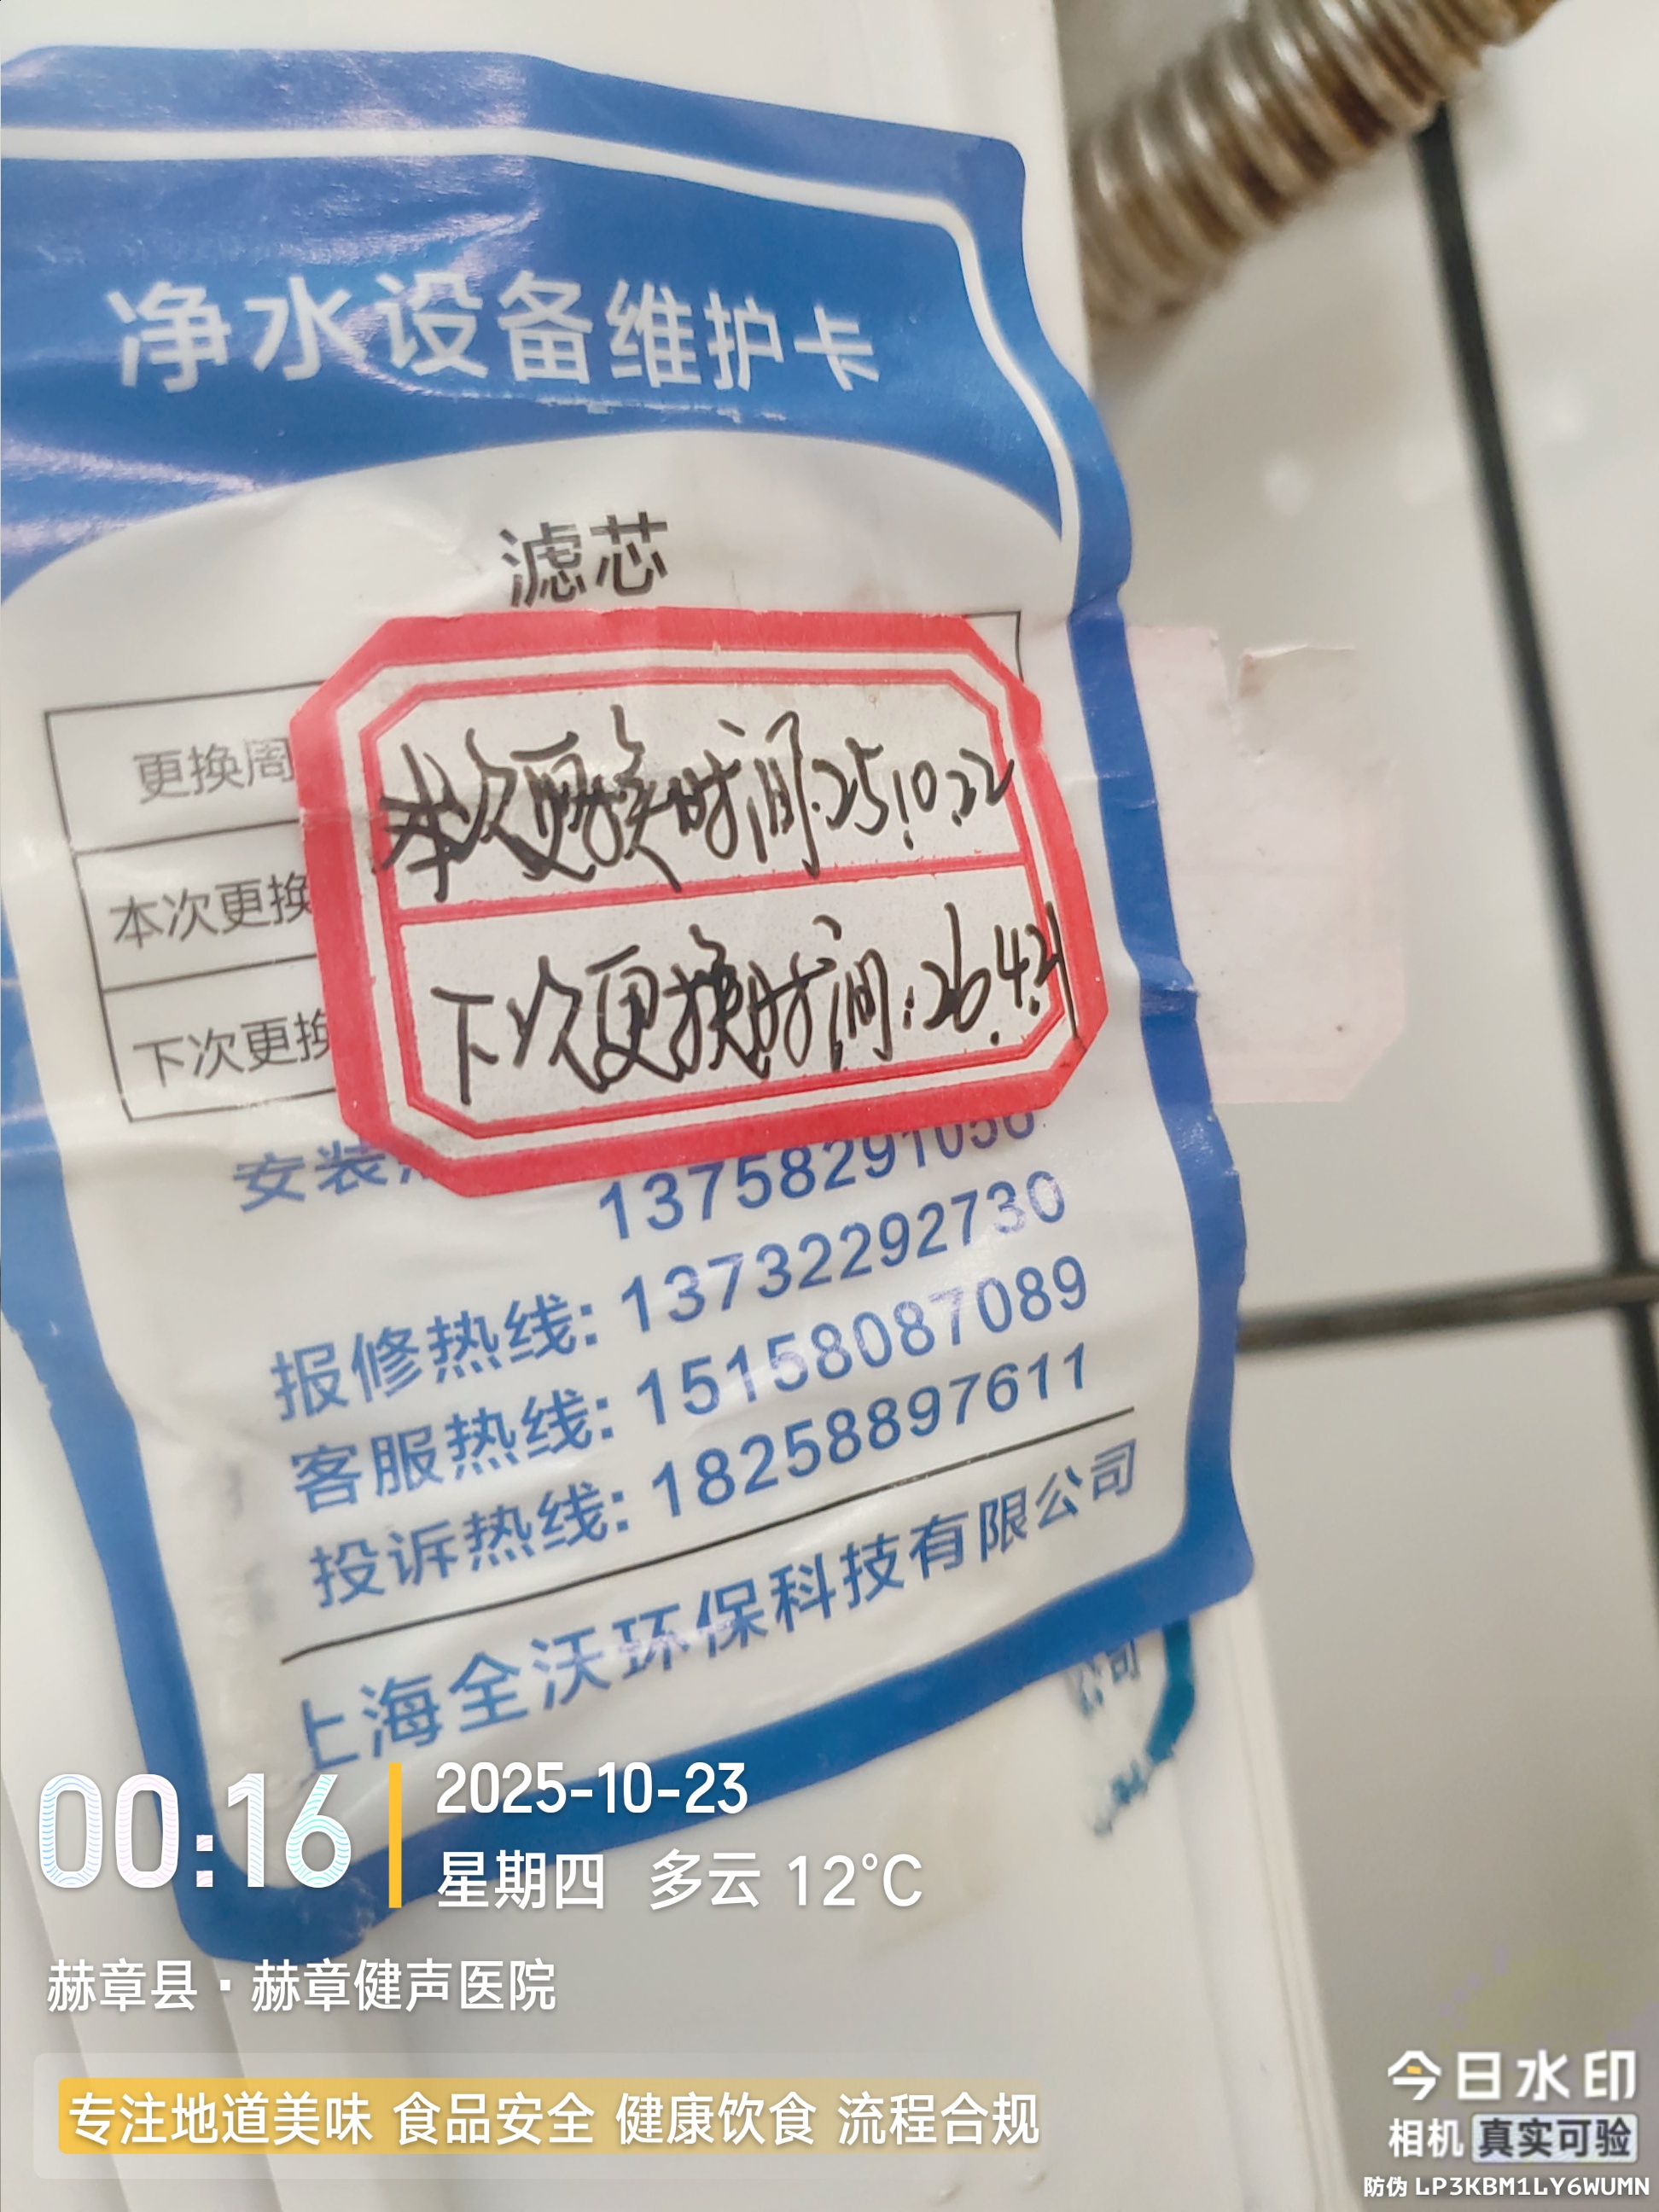 净水设备维护卡
滤芯
更换周
本次更换时间:25.10.22
本次更换
下次更换时间:26.4.21
下次更换
安装
13758291056
报修热线: 13732292730
客服热线: 15158087089
投诉热线: 18258897611
上海全沃环保科技有限公司
公司
00:16
2025-10-23
星期四 多云 12°C
赫章县·赫章健声医院
专注地道美味 食品安全 健康饮食 流程合规
今日水印
相机 真实可验
防伪 LP3KBM1LY6WUMN